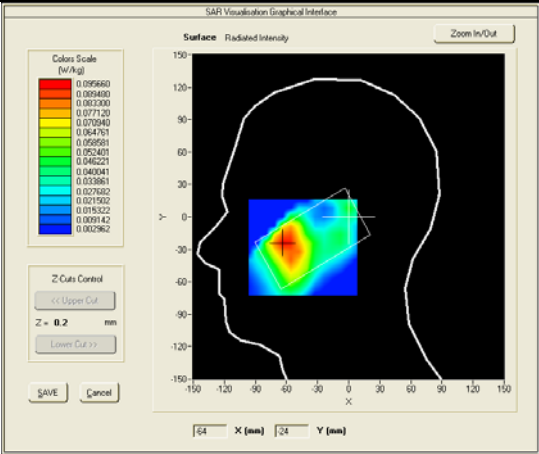 SAR Visualisation Graphical Interface
Surface Radiated Intensity
Zoom In/Out
Colors Scale
(W/kg)
0.095660
0.089480
0.083300
0.077120
0.070940
0.064761
0.058581
0.052401
0.046221
0.040041
0.033861
0.027682
0.021502
0.015322
0.009142
0.002962
Z-Cuts Control
<< Upper Cut
Z = 0.2 mm
Lower Cut >>
SAVE Cancel
150
120
90
60
30
0
-30
-60
-90
-120
-150
Y
-150 -120 -90 -60 -30 0 30 60 90 120 150
X
-64 X (mm) -24 Y (mm)